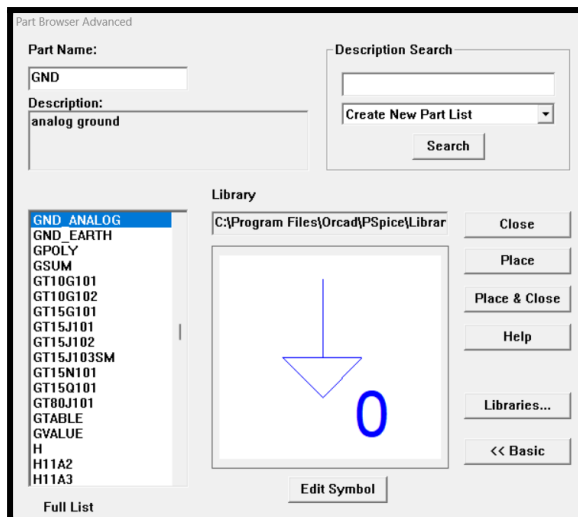 Part Browser Advanced
Part Name:
GND
Description:
analog ground
Description Search
Create New Part List
Search
Library
C:\Program Files\Orcad\PSpice\Librar
GND_ANALOG
GND_EARTH
GPOLY
GSUM
GT10G101
GT10G102
GT15G101
GT15J101
GT15J102
GT15J103SM
GT15N101
GT15Q101
GT80J101
GTABLE
GVALUE
H
H11A2
H11A3
Full List
0
Edit Symbol
Close
Place
Place & Close
Help
Libraries...
<< Basic